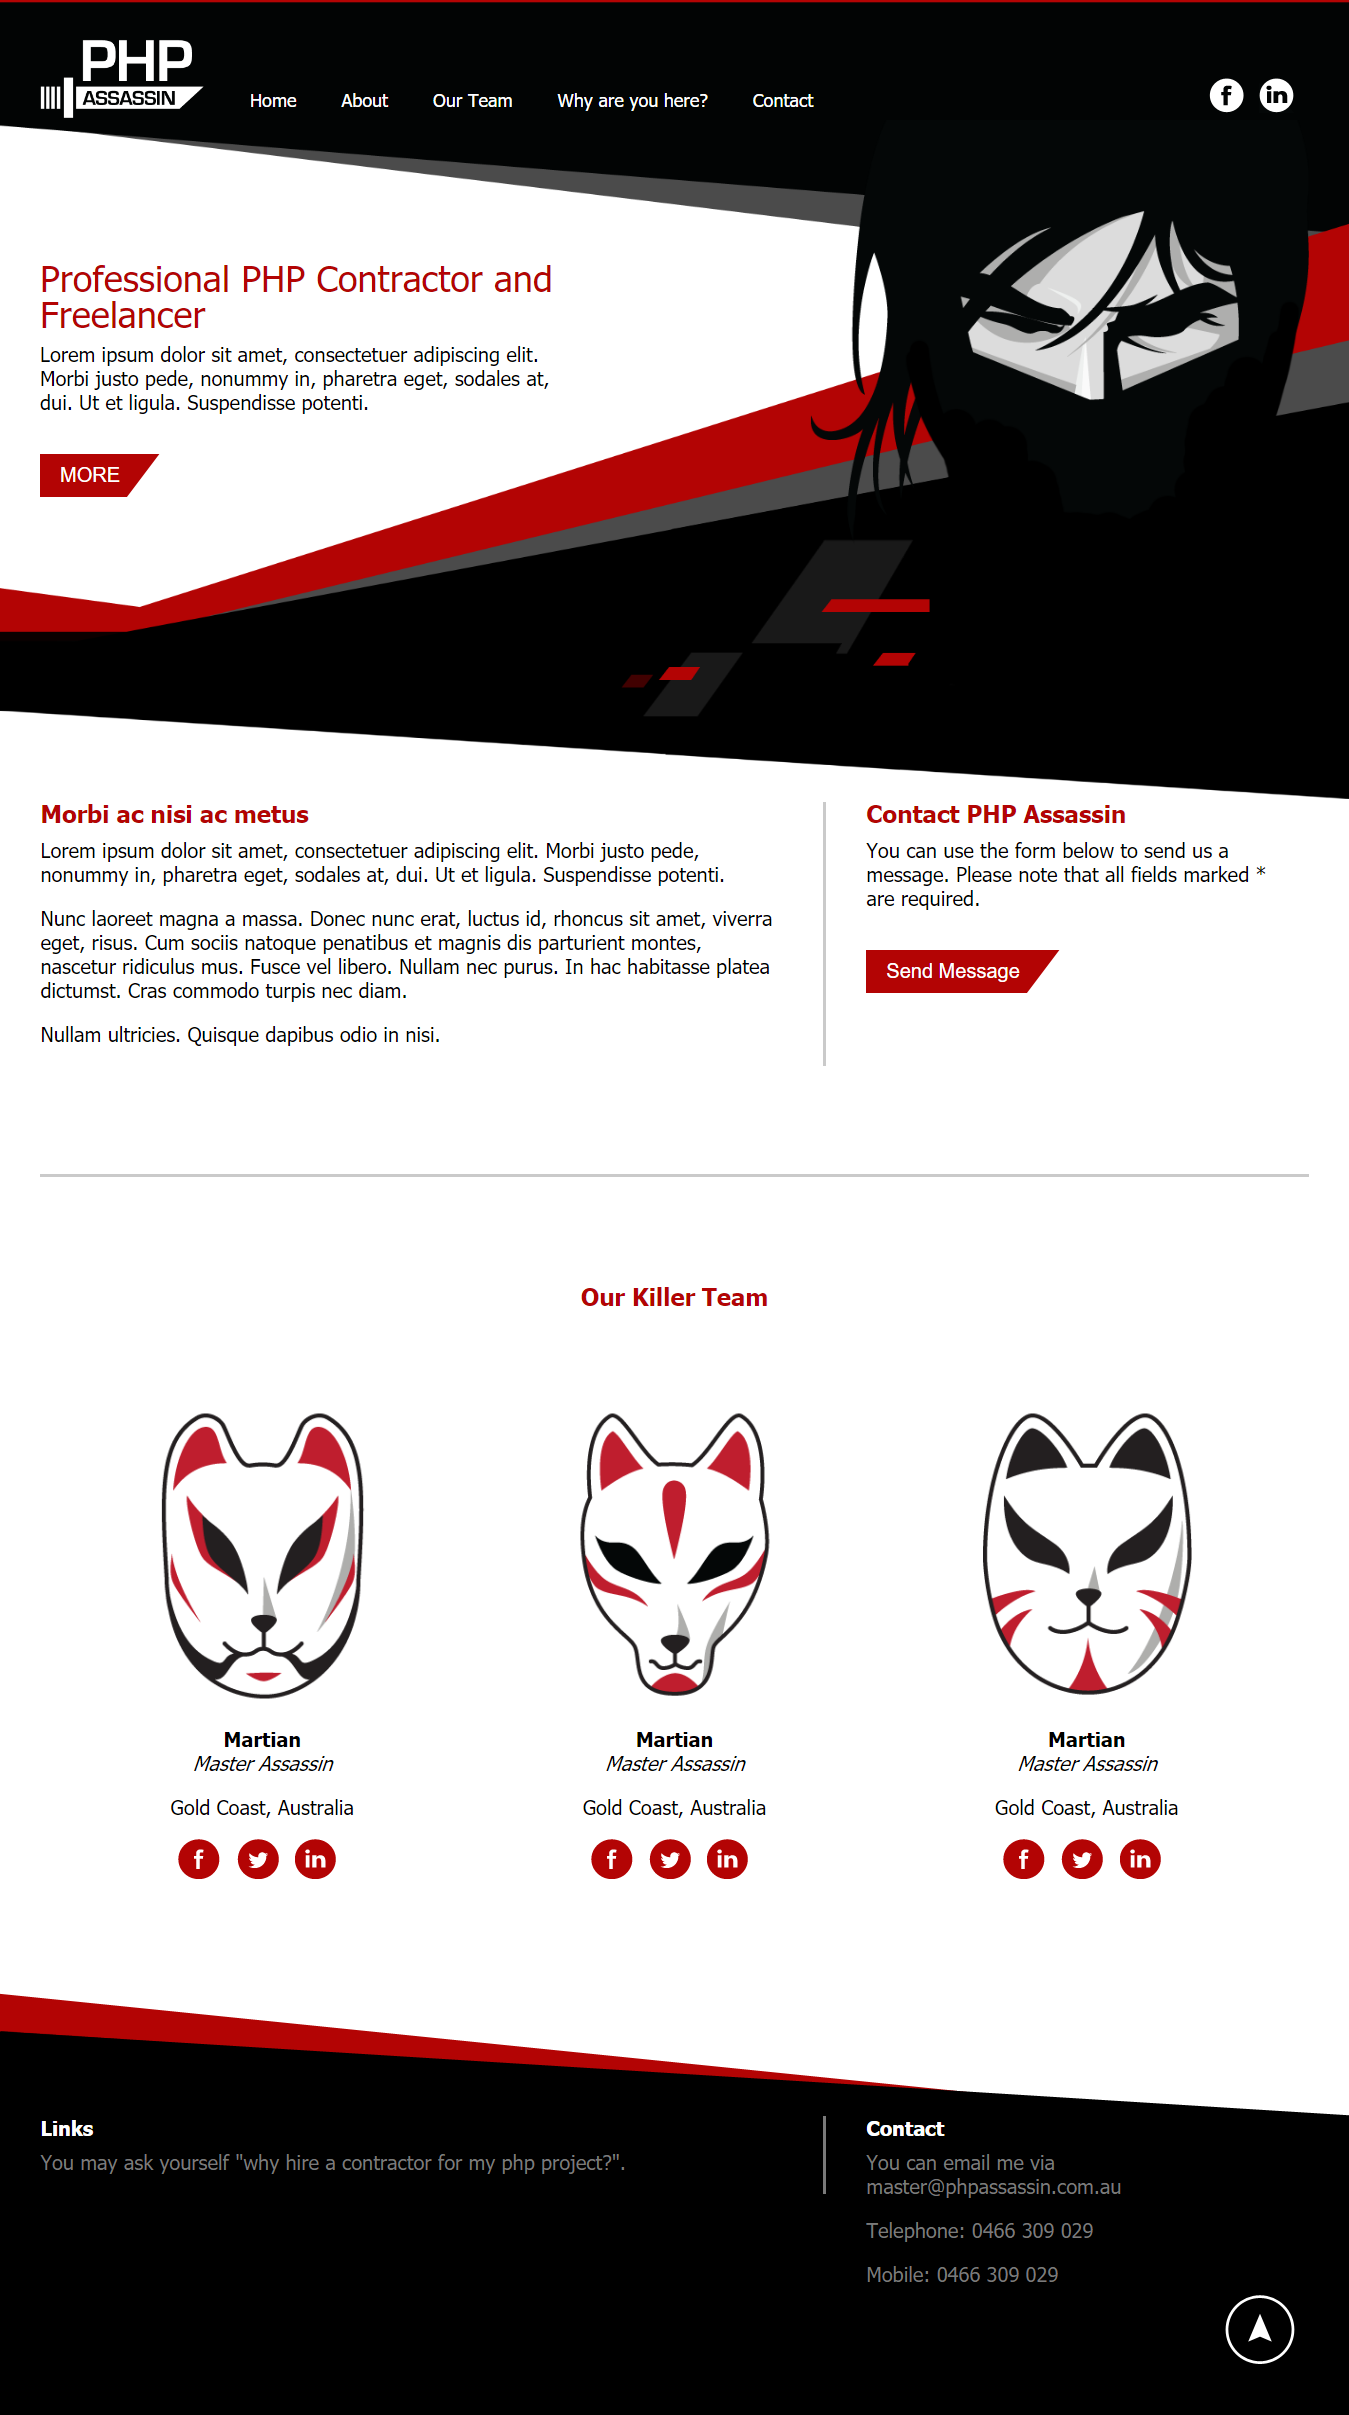 PHP
ASSASSIN
Home
About
Our Team
Why are you here?
Contact
Professional PHP Contractor and
Freelancer
Lorem ipsum dolor sit amet, consectetuer adipiscing elit.
Morbi justo pede, nonummy in, pharetra eget, sodales at,
dui. Ut et ligula. Suspendisse potenti.
MORE
Morbi ac nisi ac metus
Lorem ipsum dolor sit amet, consectetuer adipiscing elit. Morbi justo pede,
nonummy in, pharetra eget, sodales at, dui. Ut et ligula. Suspendisse potenti.
Nunc laoreet magna a massa. Donec nunc erat, luctus id, rhoncus sit amet, viverra
eget, risus. Cum sociis natoque penatibus et magnis dis parturient montes,
nascetur ridiculus mus. Fusce vel libero. Nullam nec purus. In hac habitasse platea
dictumst. Cras commodo turpis nec diam.
Nullam ultricies. Quisque dapibus odio in nisi.
Contact PHP Assassin
You can use the form below to send us a
message. Please note that all fields marked *
are required.
Send Message
Our Killer Team
Martian
Master Assassin
Gold Coast, Australia
Martian
Master Assassin
Gold Coast, Australia
Martian
Master Assassin
Gold Coast, Australia
Links
You may ask yourself "why hire a contractor for my php project?".
Contact
You can email me via
master@phpassassin.com.au
Telephone: 0466 309 029
Mobile: 0466 309 029